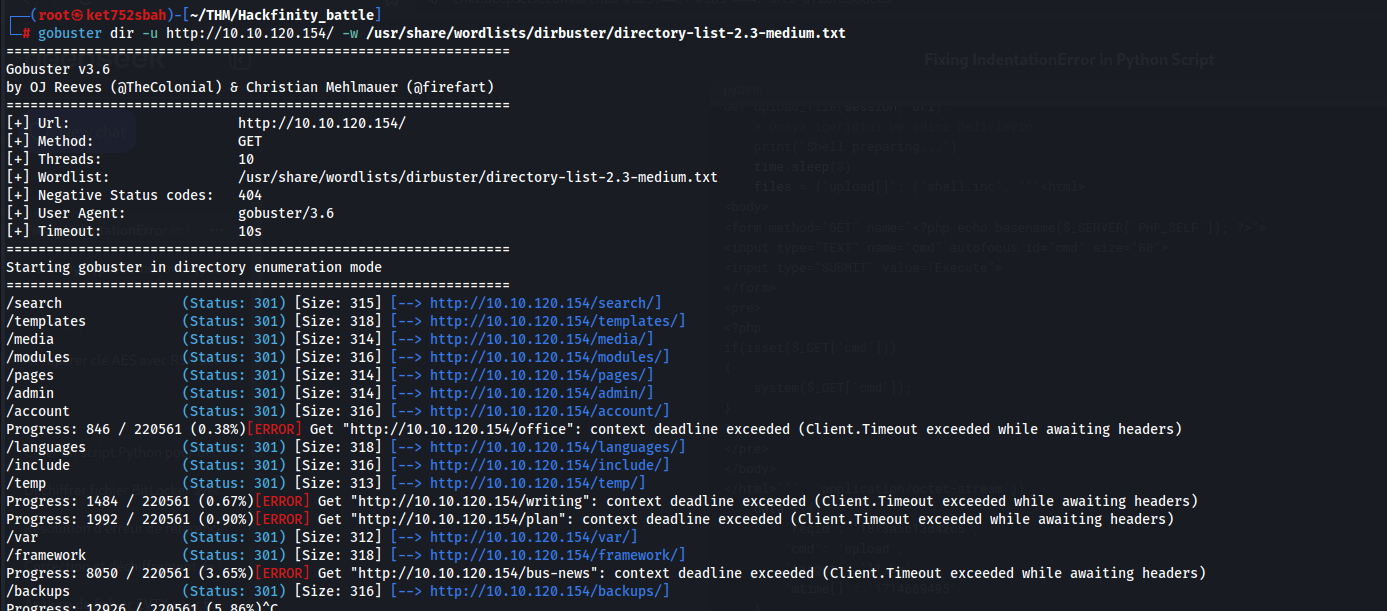 ┌──(root㉿ket752sbah)-[~/THM/Hackfinity_battle]
└─# gobuster dir -u http://10.10.120.154/ -w /usr/share/wordlists/dirbuster/directory-list-2.3-medium.txt
===============================================================
Gobuster v3.6
by OJ Reeves (@TheColonial) & Christian Mehlmauer (@firefart)
===============================================================
[+] Url:                     http://10.10.120.154/
[+] Method:                  GET
[+] Threads:                 10
[+] Wordlist:                /usr/share/wordlists/dirbuster/directory-list-2.3-medium.txt
[+] Negative Status codes:   404
[+] User Agent:              gobuster/3.6
[+] Timeout:                 10s
===============================================================
Starting gobuster in directory enumeration mode
===============================================================
/search               (Status: 301) [Size: 315] [--> http://10.10.120.154/search/]
/templates            (Status: 301) [Size: 318] [--> http://10.10.120.154/templates/]
/media                (Status: 301) [Size: 314] [--> http://10.10.120.154/media/]
/modules              (Status: 301) [Size: 316] [--> http://10.10.120.154/modules/]
/pages                (Status: 301) [Size: 314] [--> http://10.10.120.154/pages/]
/admin                (Status: 301) [Size: 314] [--> http://10.10.120.154/admin/]
/account              (Status: 301) [Size: 316] [--> http://10.10.120.154/account/]
Progress: 846 / 220561 (0.38%)[ERROR] Get "http://10.10.120.154/office": context deadline exceeded (Client.Timeout exceeded while awaiting headers)
/languages            (Status: 301) [Size: 318] [--> http://10.10.120.154/languages/]
/include              (Status: 301) [Size: 316] [--> http://10.10.120.154/include/]
/temp                 (Status: 301) [Size: 313] [--> http://10.10.120.154/temp/]
Progress: 1484 / 220561 (0.67%)[ERROR] Get "http://10.10.120.154/writing": context deadline exceeded (Client.Timeout exceeded while awaiting headers)
Progress: 1992 / 220561 (0.90%)[ERROR] Get "http://10.10.120.154/plan": context deadline exceeded (Client.Timeout exceeded while awaiting headers)
/var                  (Status: 301) [Size: 312] [--> http://10.10.120.154/var/]
/framework            (Status: 301) [Size: 318] [--> http://10.10.120.154/framework/]
Progress: 8050 / 220561 (3.65%)[ERROR] Get "http://10.10.120.154/bus-news": context deadline exceeded (Client.Timeout exceeded while awaiting headers)
/backups              (Status: 301) [Size: 316] [--> http://10.10.120.154/backups/]
Progress: 12926 / 220561 (5.86%)^C
Fixing IndentationError in Python Script
print("Shell preparing...")
<body>
</form>
<pre>
<?php
</pre>
</body>